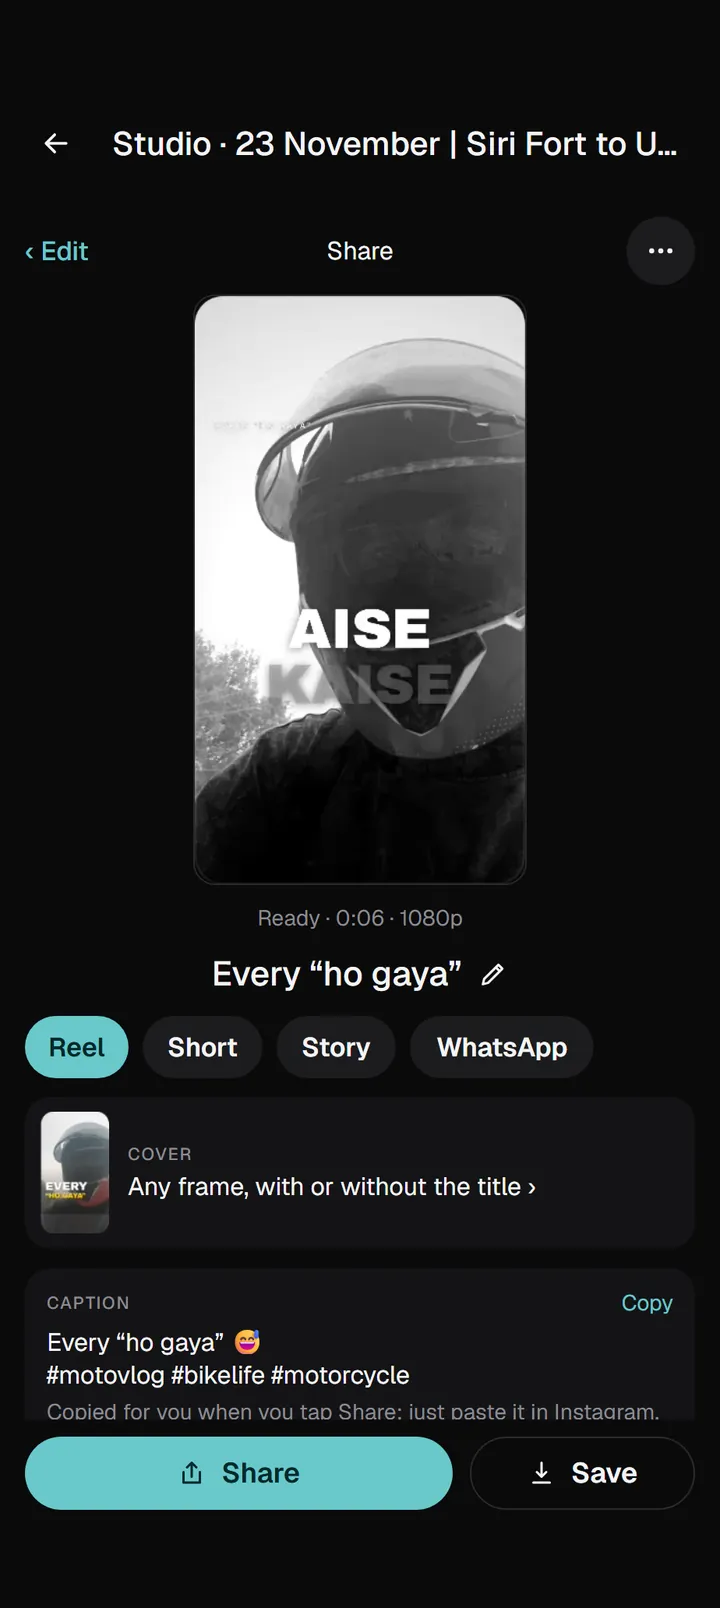 Studio · 23 November | Siri Fort to U...
‹ Edit
Share
AISE
KAISE
Ready · 0:06 · 1080p
Every “ho gaya”
Reel
Short
Story
WhatsApp
EVERY
"HO GAYA"
COVER
Any frame, with or without the title ›
CAPTION
Copy
Every “ho gaya” 😅
#motovlog #bikelife #motorcycle
Copied for you when you tap Share: just paste it in Instagram.
Share
Save